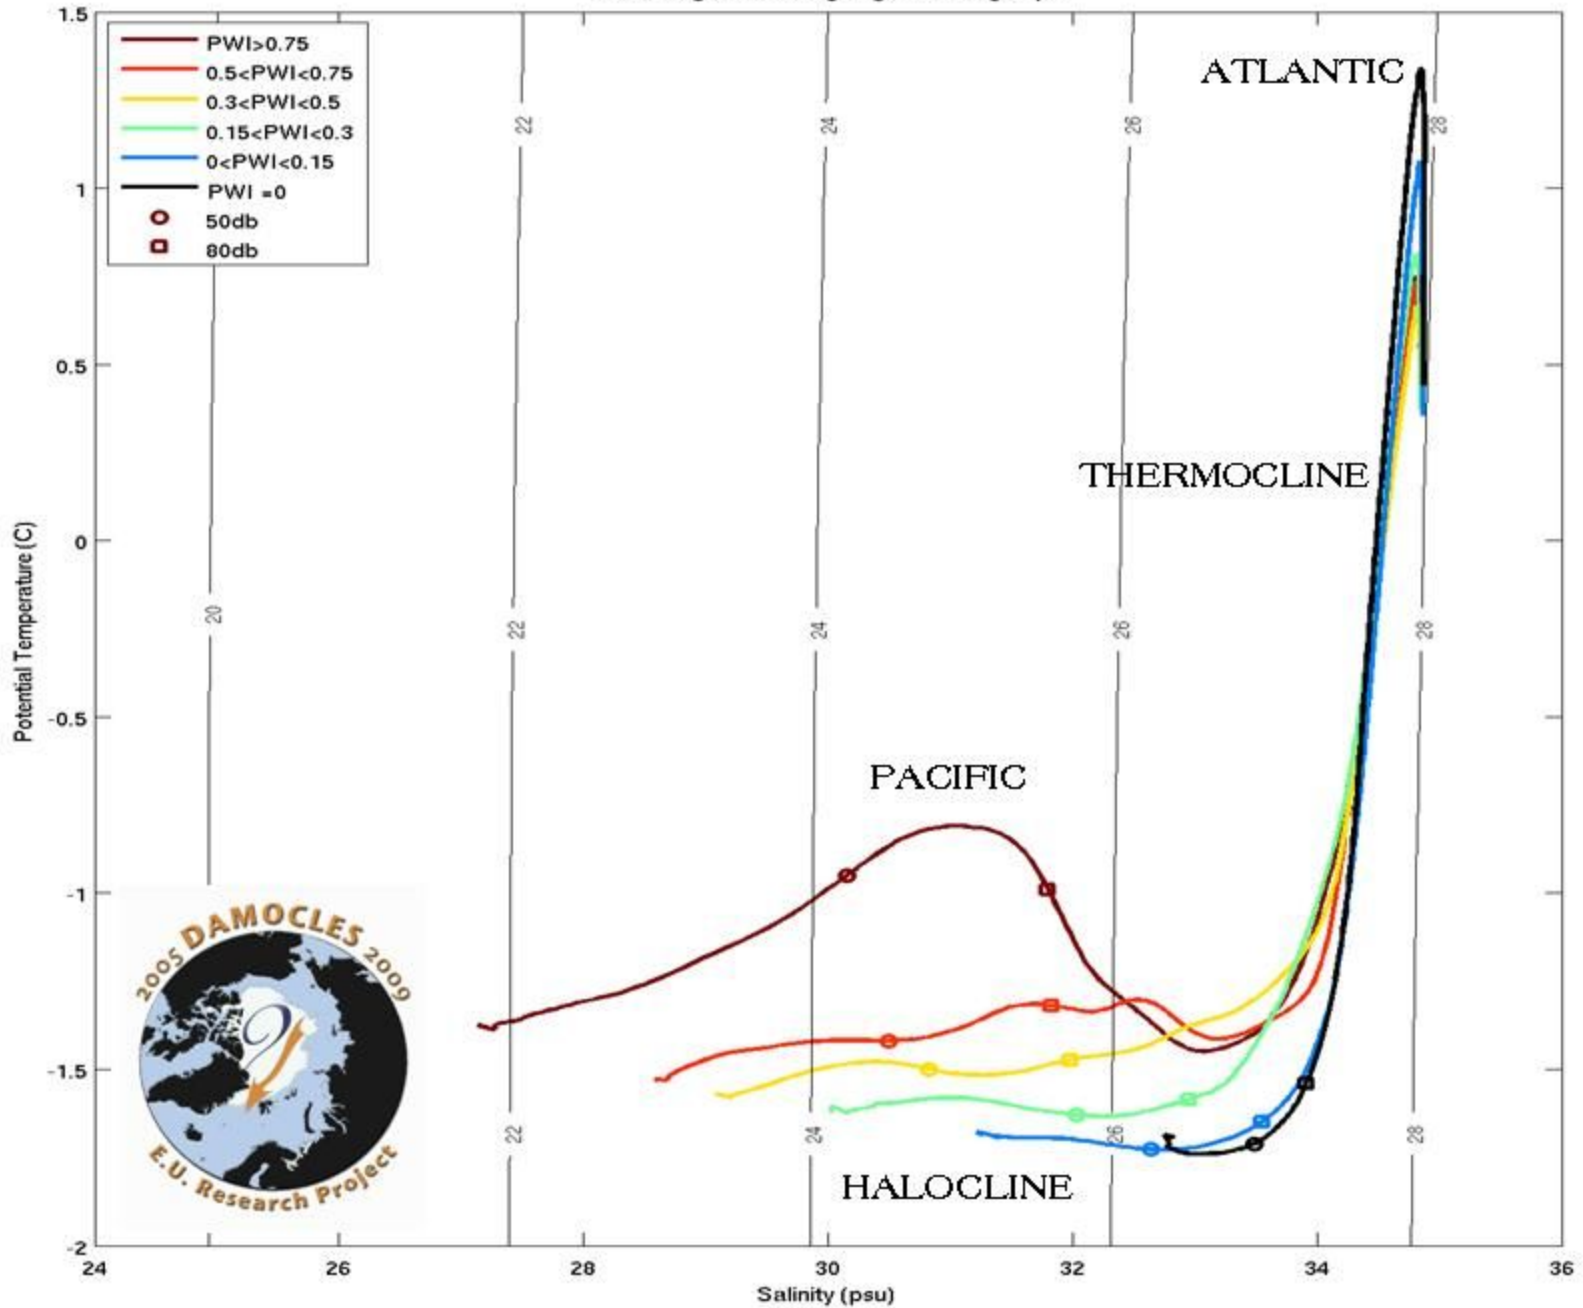 1.5
1
0.5
0
-0.5
-1
-1.5
-2
Potential Temperature (C)
PWI>0.75
0.5<PWI<0.75
0.3<PWI<0.5
0.15<PWI<0.3
0<PWI<0.15
PWI =0
50db
80db
22
24
26
28
ATLANTIC
THERMOCLINE
20
22
24
26
28
PACIFIC
22
24
26
28
HALOCLINE
2005 DAMOCLES 2009
E.U. Research Project
24
26
28
30
32
34
36
Salinity (psu)